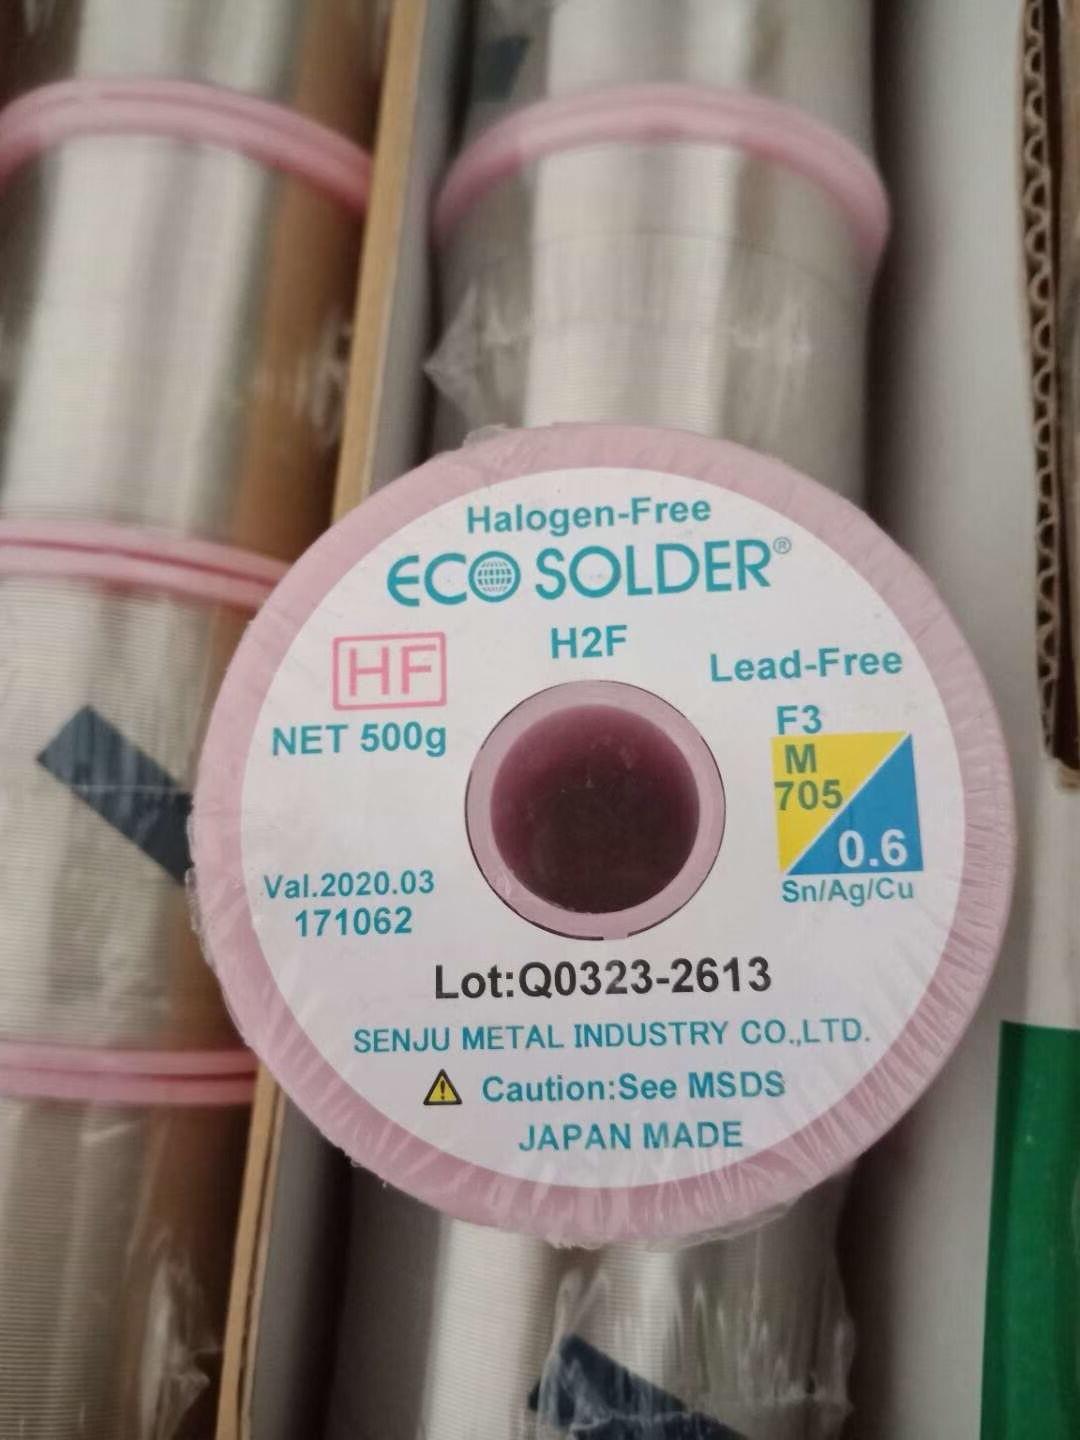 Halogen-Free
ECO SOLDER®
H2F
HF
Lead-Free
NET 500g
F3
M
705
0.6
Sn/Ag/Cu
Val.2020.03
171062
Lot:Q0323-2613
SENJU METAL INDUSTRY CO.,LTD.
Caution:See MSDS
JAPAN MADE